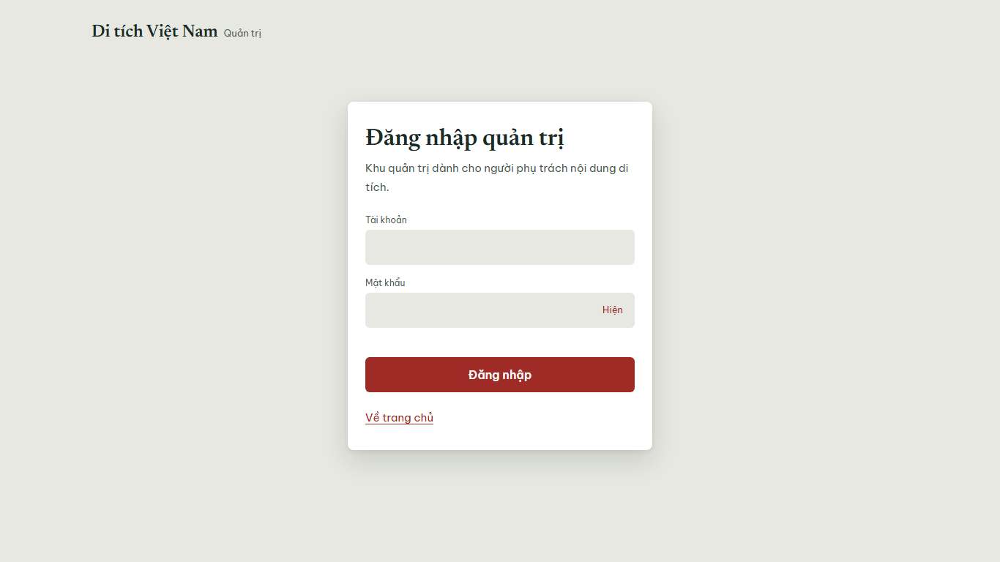 Di tích Việt Nam Quản trị
Đăng nhập quản trị
Khu quản trị dành cho người phụ trách nội dung di
tích.
Tài khoản
Mật khẩu
Hiện
Đăng nhập
Về trang chủ